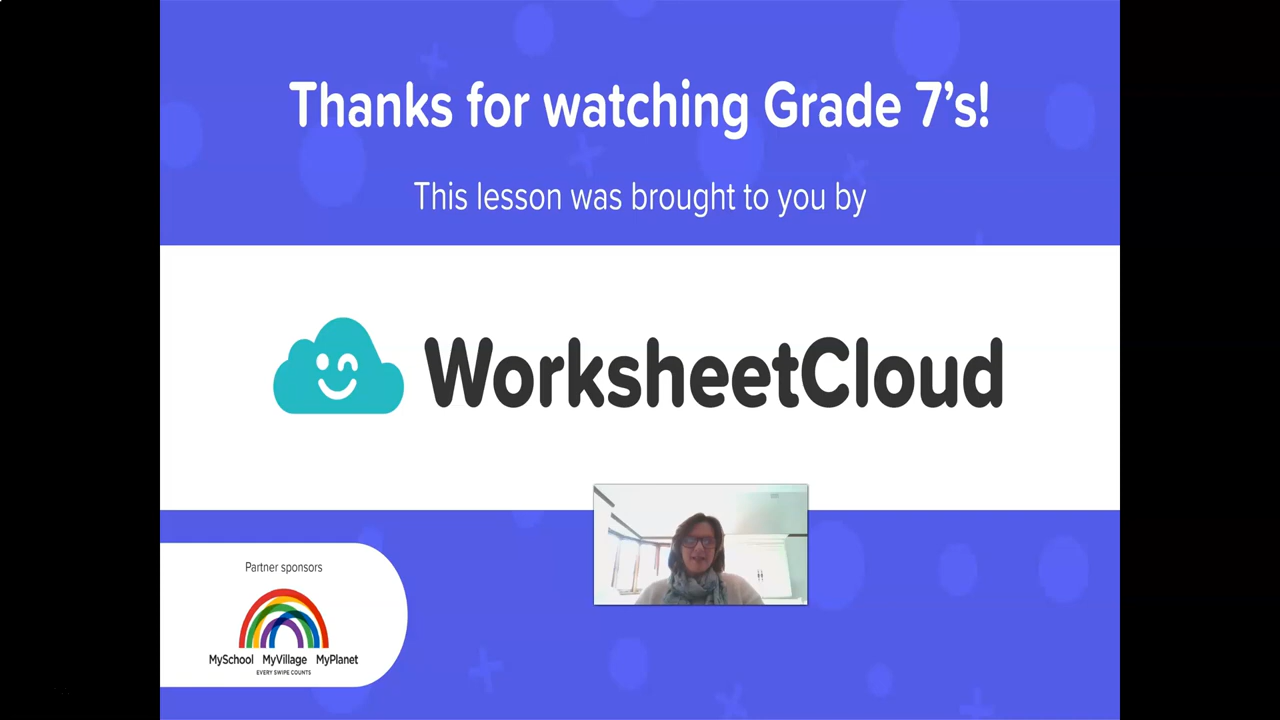 Thanks for watching Grade 7's!
This lesson was brought to you by
WorksheetCloud
Partner sponsors
MySchool MyVillage MyPlanet
EVERY SWIPE COUNTS